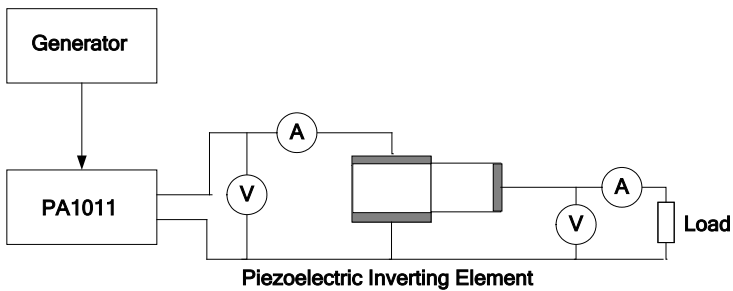 Generator
PA1011
A
V
A
V
Load
Piezoelectric Inverting Element